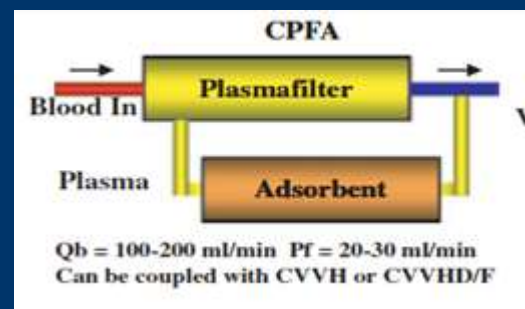 CPFA
Plasmafilter
Blood In
V
Plasma
Adsorbent
Qb = 100-200 ml/min Pf = 20-30 ml/min
Can be coupled with CVVH or CVVHD/F